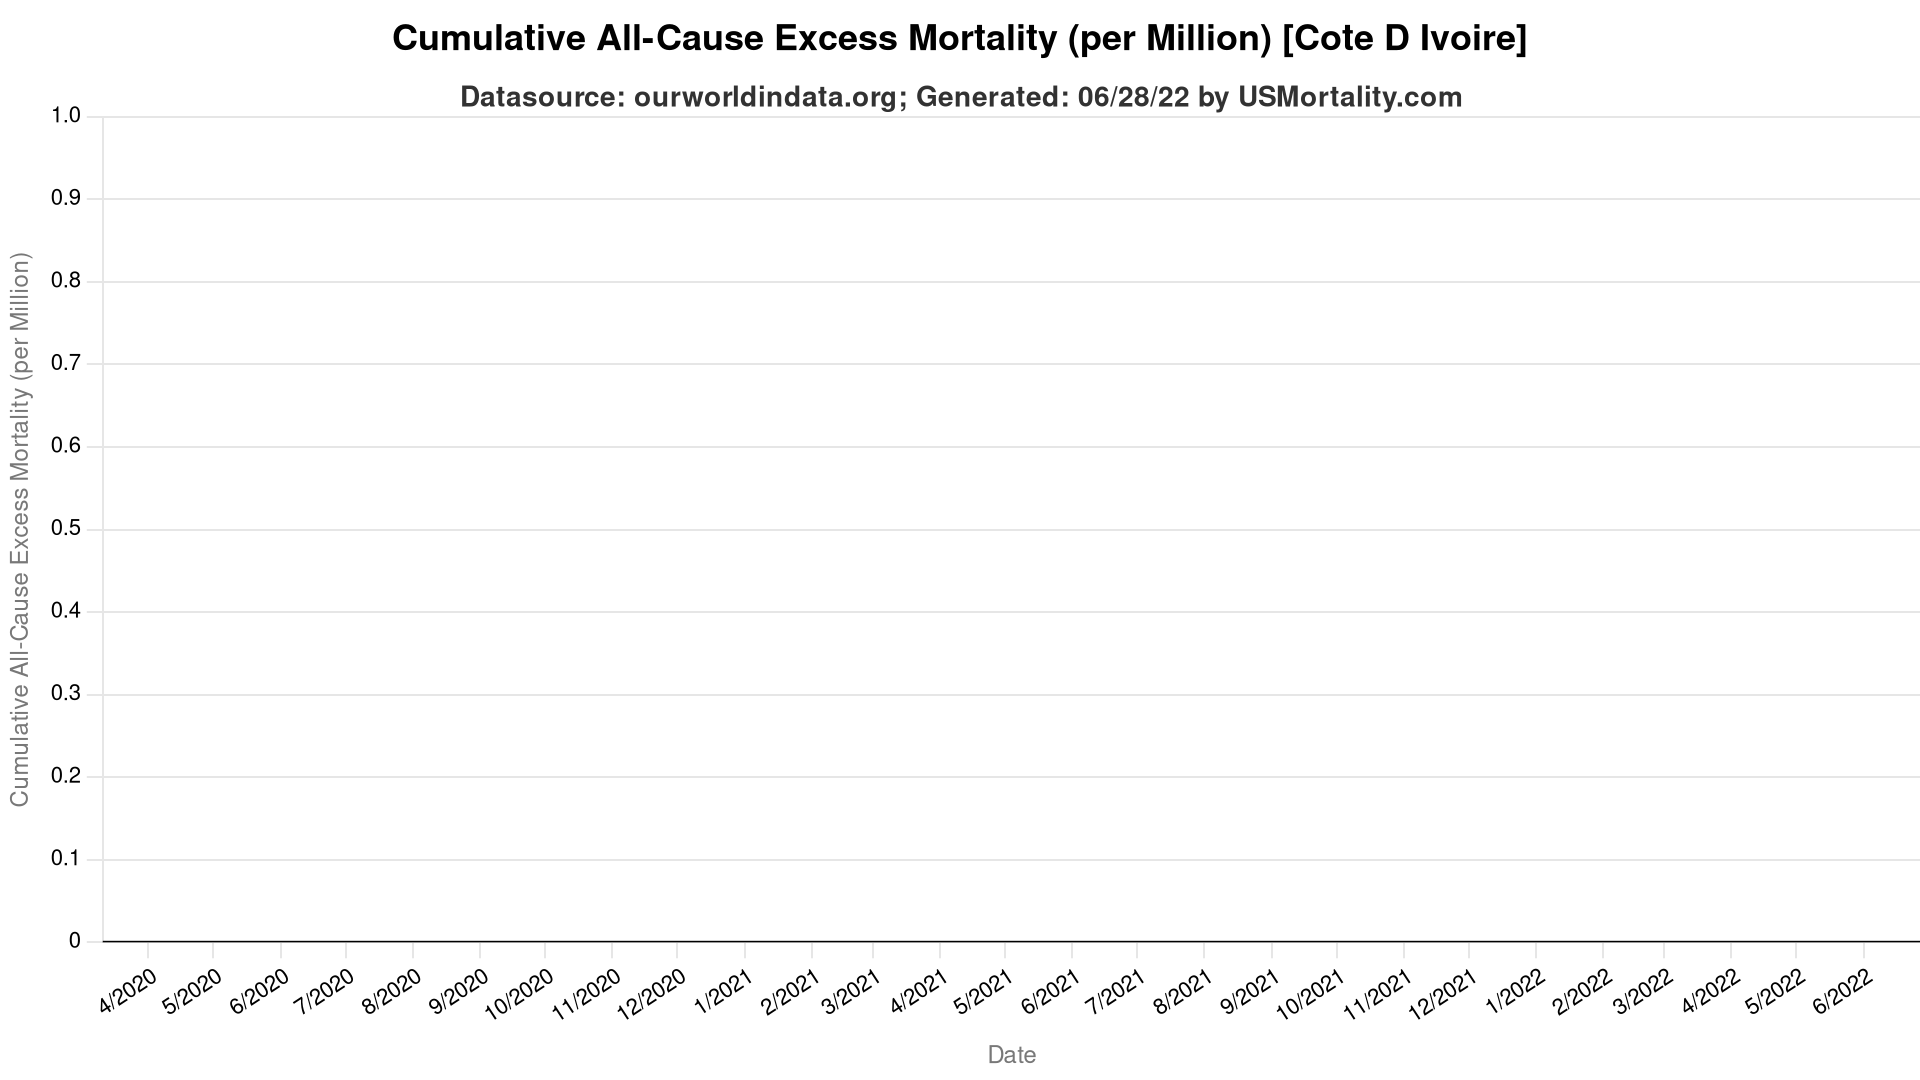 Cumulative All-Cause Excess Mortality (per Million) [Cote D Ivoire]
Datasource: ourworldindata.org; Generated: 06/28/22 by USMortality.com
Cumulative All-Cause Excess Mortality (per Million)
1.0
0.9
0.8
0.7
0.6
0.5
0.4
0.3
0.2
0.1
0
4/2020 5/2020 6/2020 7/2020 8/2020 9/2020 10/2020 11/2020 12/2020 1/2021 2/2021 3/2021 4/2021 5/2021 6/2021 7/2021 8/2021 9/2021 10/2021 11/2021 12/2021 1/2022 2/2022 3/2022 4/2022 5/2022 6/2022
Date